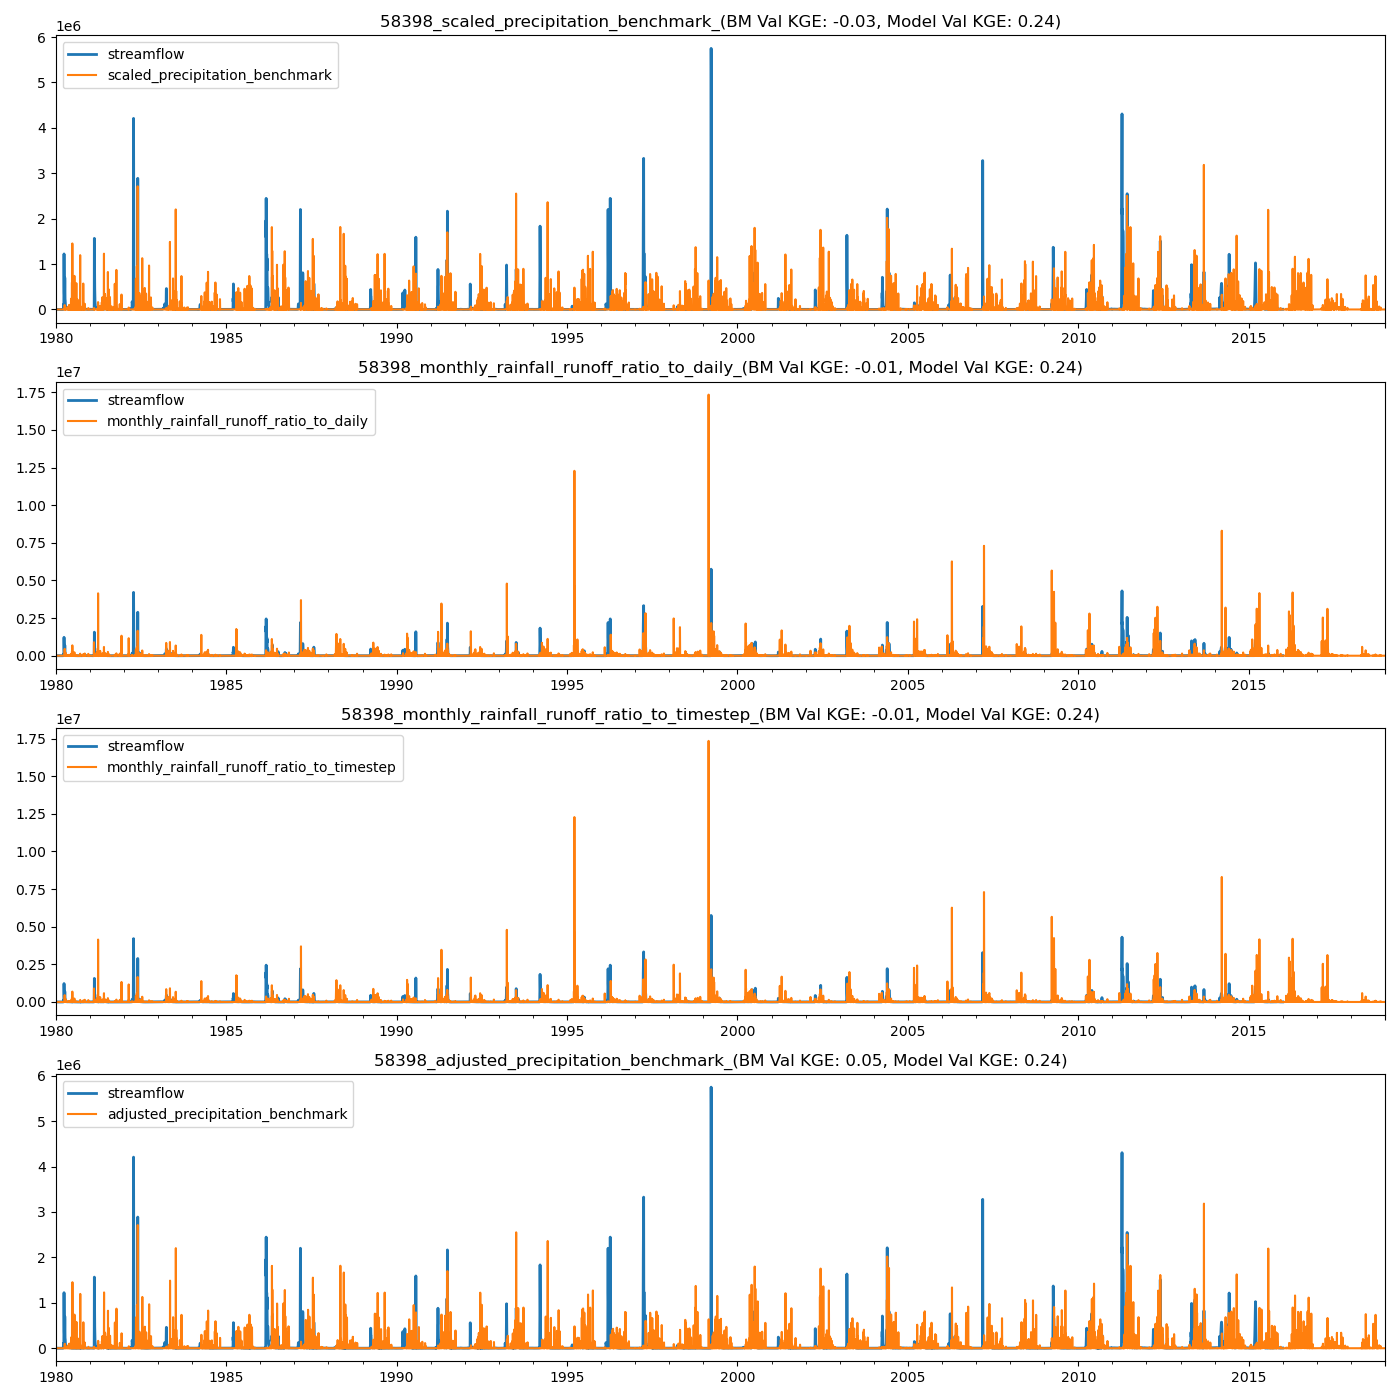 58398_scaled_precipitation_benchmark_(BM Val KGE: -0.03, Model Val KGE: 0.24)
1e6
streamflow
scaled_precipitation_benchmark
6
5
4
3
2
1
0
1980 1985 1990 1995 2000 2005 2010 2015
58398_monthly_rainfall_runoff_ratio_to_daily_(BM Val KGE: -0.01, Model Val KGE: 0.24)
1e7
streamflow
monthly_rainfall_runoff_ratio_to_daily
1.75
1.50
1.25
1.00
0.75
0.50
0.25
0.00
1980 1985 1990 1995 2000 2005 2010 2015
58398_monthly_rainfall_runoff_ratio_to_timestep_(BM Val KGE: -0.01, Model Val KGE: 0.24)
1e7
streamflow
monthly_rainfall_runoff_ratio_to_timestep
1.75
1.50
1.25
1.00
0.75
0.50
0.25
0.00
1980 1985 1990 1995 2000 2005 2010 2015
58398_adjusted_precipitation_benchmark_(BM Val KGE: 0.05, Model Val KGE: 0.24)
1e6
streamflow
adjusted_precipitation_benchmark
6
5
4
3
2
1
0
1980 1985 1990 1995 2000 2005 2010 2015